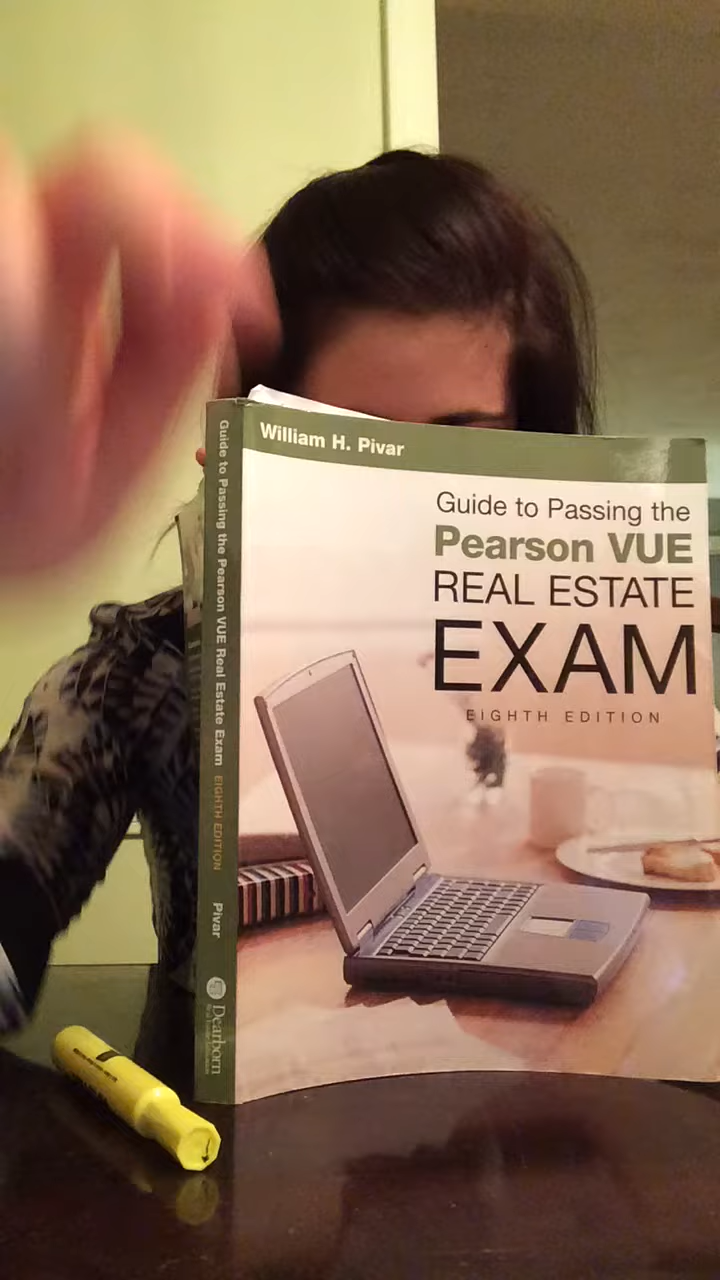 William H. Pivar
Guide to Passing the
Pearson VUE
REAL ESTATE
EXAM
EIGHTH EDITION
Guide to Passing the Pearson VUE Real Estate Exam EIGHTH EDITION Pivar Dearborn